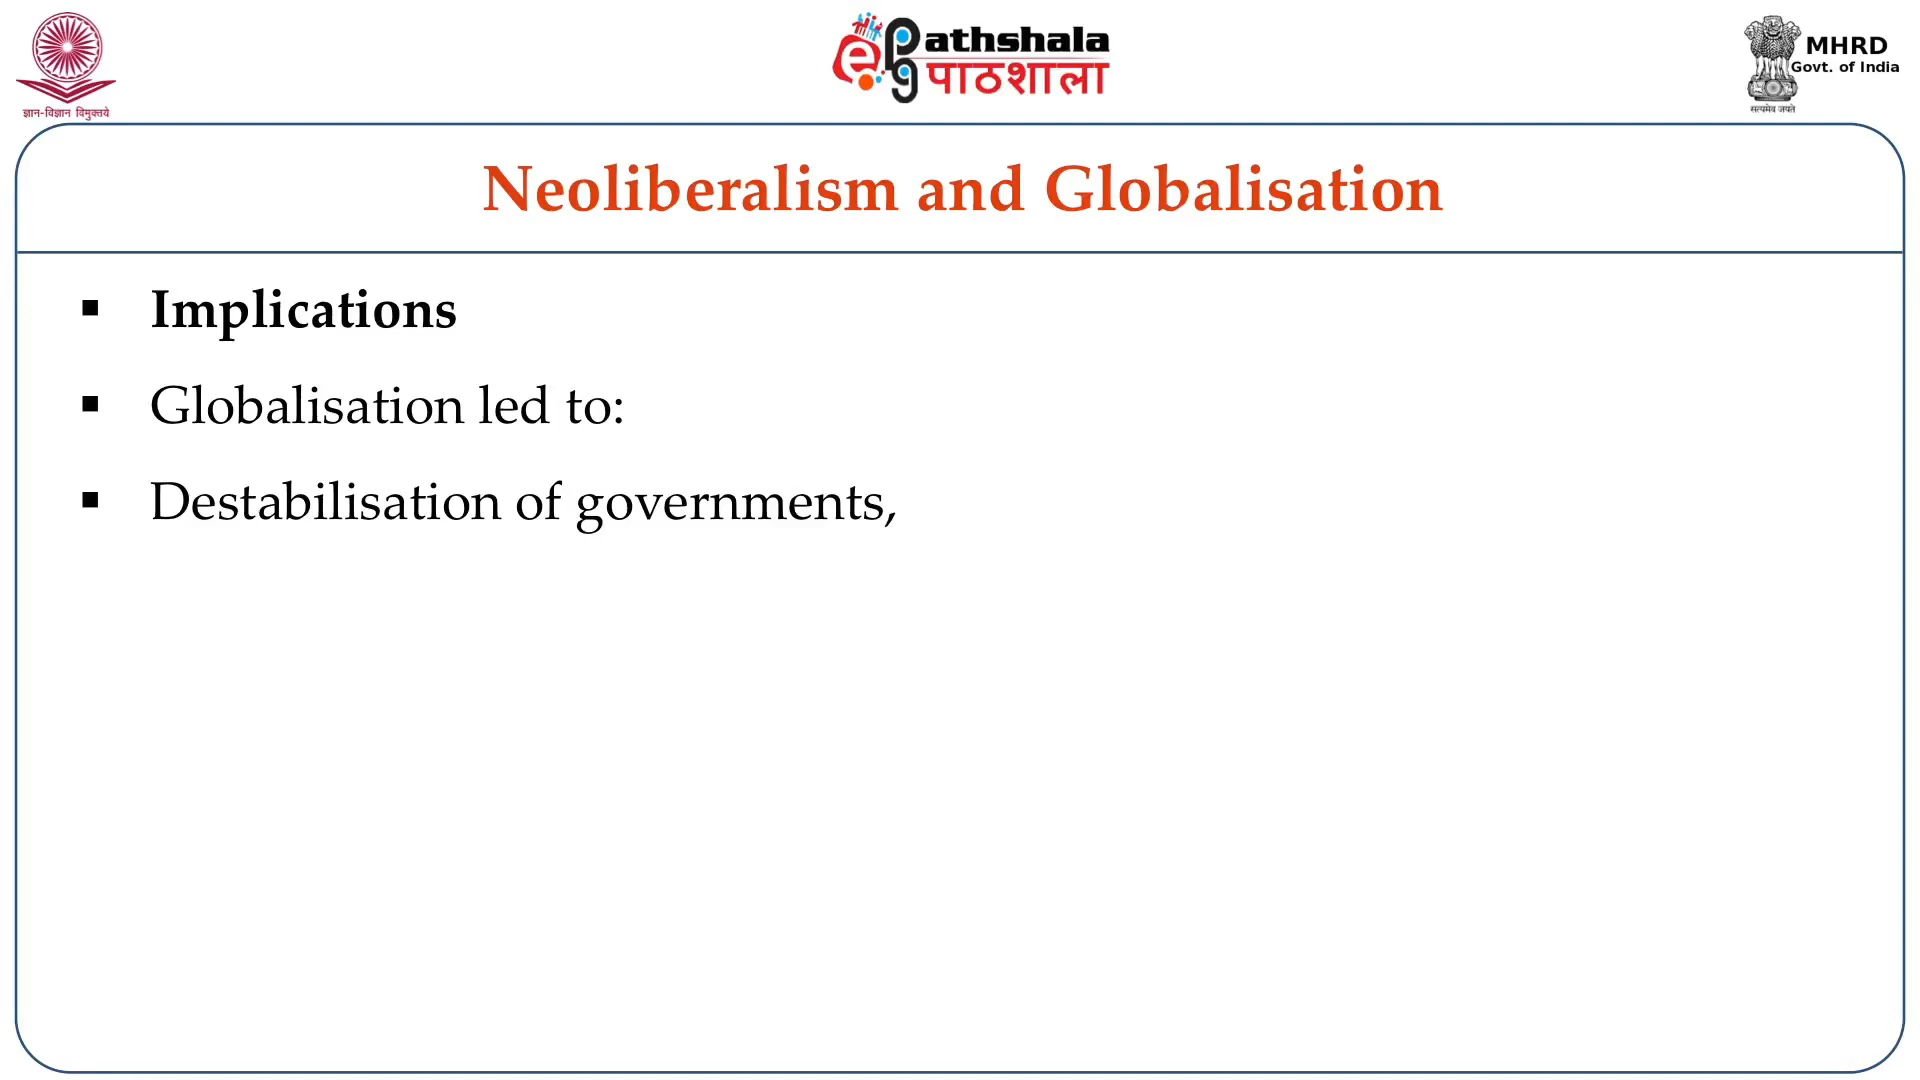 ज्ञान-विज्ञान विमुक्तये
e
Pathshala
पाठशाला
MHRD
Govt. of India
सत्यमेव जयते
Neoliberalism and Globalisation
▪ Implications
▪ Globalisation led to:
▪ Destabilisation of governments,